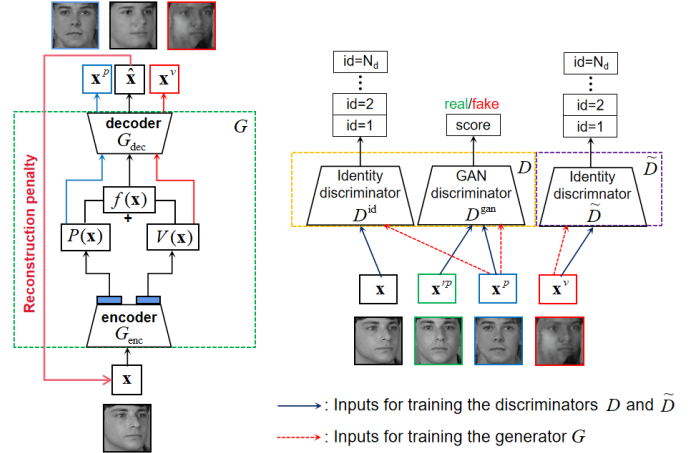 x^p x̂ x^v
decoder
G_dec
G
f(x)
+
P(x) V(x)
encoder
G_enc
x
Reconstruction penalty
id=N_d
id=2
id=1
real/fake
score
id=N_d
id=2
id=1
Identity
discriminator
D^id
GAN
discriminator
D^gan
D
Identity
discrimnator
D̃
D̃
x x^rp x^p x^v
: Inputs for training the discriminators D and D̃
: Inputs for training the generator G